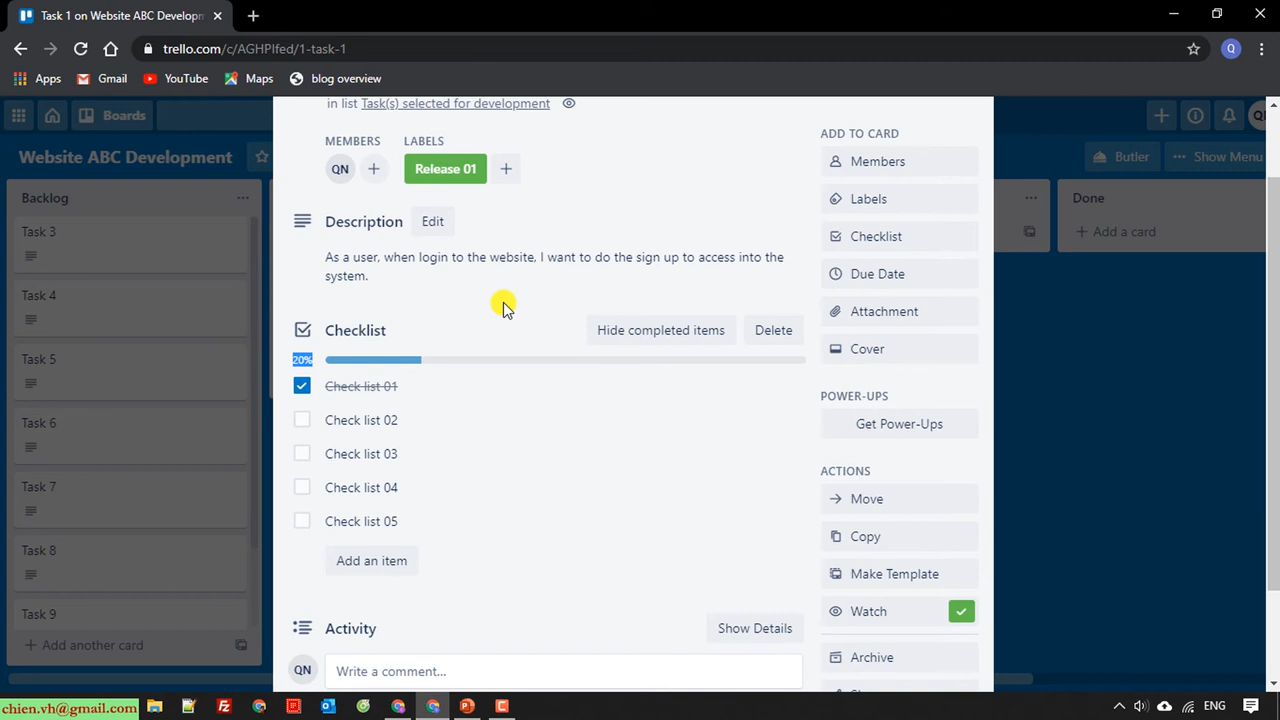 Task 1 on Website ABC Developm
trello.com/c/AGHPIfed/1-task-1
Q
Apps
Gmail
YouTube
Maps
blog overview
Boards
Website ABC Development
Butler
Show Menu
Backlog
Task 3
Task 4
Task 5
Task 6
Task 7
Task 8
Task 9
Add another card
in list Task(s) selected for development
MEMBERS
LABELS
QN
Release 01
Description
Edit
As a user, when login to the website, I want to do the sign up to access into the
system.
Checklist
Hide completed items
Delete
20%
Check list 01
Check list 02
Check list 03
Check list 04
Check list 05
Add an item
Activity
Show Details
QN
Write a comment...
ADD TO CARD
Members
Labels
Checklist
Due Date
Attachment
Cover
POWER-UPS
Get Power-Ups
ACTIONS
Move
Copy
Make Template
Watch
Archive
Done
Add a card
chien.vh@gmail.com
ENG